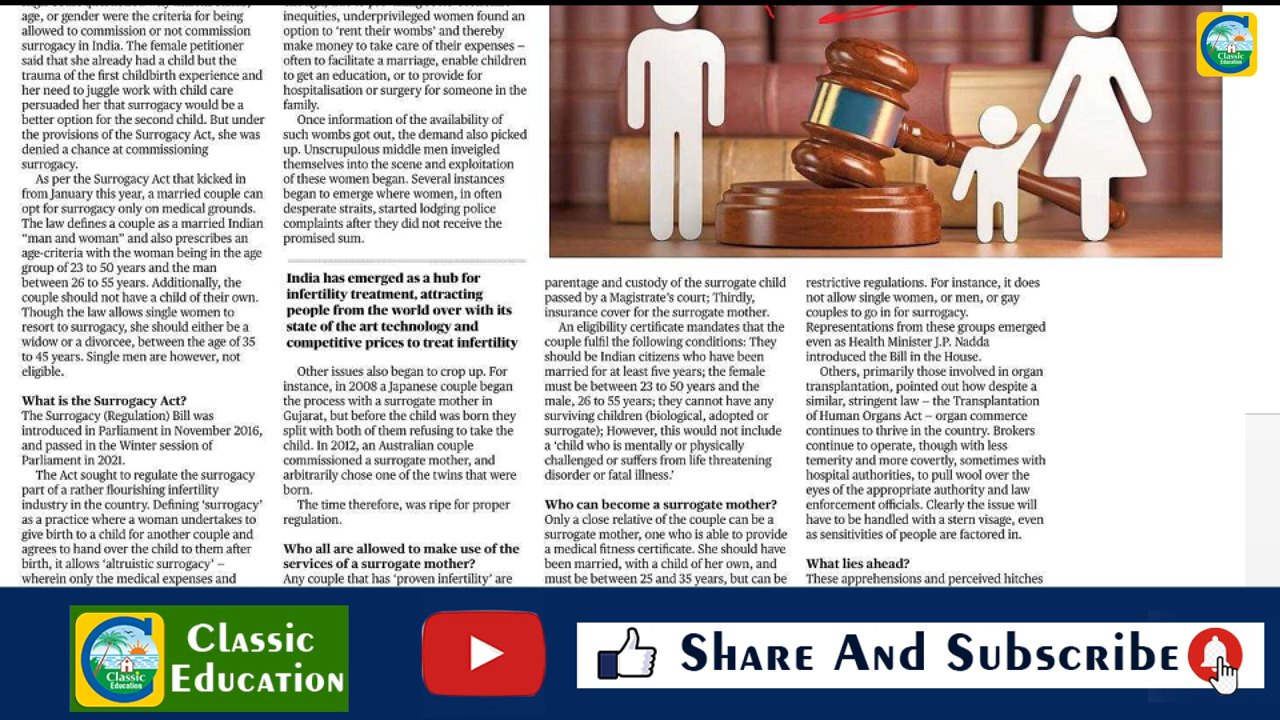 age, or gender were the criteria for being
allowed to commission or not commission
surrogacy in India. The female petitioner
said that she already had a child but the
trauma of the first childbirth experience and
her need to juggle work with child care
persuaded her that surrogacy would be a
better option for the second child. But under
the provisions of the Surrogacy Act, she was
denied a chance at commissioning
surrogacy.
As per the Surrogacy Act that kicked in
from January this year, a married couple can
opt for surrogacy only on medical grounds.
The law defines a couple as a married Indian
“man and woman” and also prescribes an
age-criteria with the woman being in the age
group of 23 to 50 years and the man
between 26 to 55 years. Additionally, the
couple should not have a child of their own.
Though the law allows single women to
resort to surrogacy, she should either be a
widow or a divorcee, between the age of 35
to 45 years. Single men are however, not
eligible.
What is the Surrogacy Act?
The Surrogacy (Regulation) Bill was
introduced in Parliament in November 2016,
and passed in the Winter session of
Parliament in 2021.
The Act sought to regulate the surrogacy
part of a rather flourishing infertility
industry in the country. Defining ‘surrogacy’
as a practice where a woman undertakes to
give birth to a child for another couple and
agrees to hand over the child to them after
birth, it allows ‘altruistic surrogacy’ –
wherein only the medical expenses and
inequities, underprivileged women found an
option to ‘rent their wombs’ and thereby
make money to take care of their expenses –
often to facilitate a marriage, enable children
to get an education, or to provide for
hospitalisation or surgery for someone in the
family.
Once information of the availability of
such wombs got out, the demand also picked
up. Unscrupulous middle men inveigled
themselves into the scene and exploitation
of these women began. Several instances
began to emerge where women, in often
desperate straits, started lodging police
complaints after they did not receive the
promised sum.
India has emerged as a hub for
infertility treatment, attracting
people from the world over with its
state of the art technology and
competitive prices to treat infertility
Other issues also began to crop up. For
instance, in 2008 a Japanese couple began
the process with a surrogate mother in
Gujarat, but before the child was born they
split with both of them refusing to take the
child. In 2012, an Australian couple
commissioned a surrogate mother, and
arbitrarily chose one of the twins that were
born.
The time therefore, was ripe for proper
regulation.
Who all are allowed to make use of the
services of a surrogate mother?
Any couple that has ‘proven infertility’ are
parentage and custody of the surrogate child
passed by a Magistrate’s court; Thirdly,
insurance cover for the surrogate mother.
An eligibility certificate mandates that the
couple fulfil the following conditions: They
should be Indian citizens who have been
married for at least five years; the female
must be between 23 to 50 years and the
male, 26 to 55 years; they cannot have any
surviving children (biological, adopted or
surrogate); However, this would not include
a ‘child who is mentally or physically
challenged or suffers from life threatening
disorder or fatal illness.’
Who can become a surrogate mother?
Only a close relative of the couple can be a
surrogate mother, one who is able to provide
a medical fitness certificate. She should have
been married, with a child of her own, and
must be between 25 and 35 years, but can be
restrictive regulations. For instance, it does
not allow single women, or men, or gay
couples to go in for surrogacy.
Representations from these groups emerged
even as Health Minister J.P. Nadda
introduced the Bill in the House.
Others, primarily those involved in organ
transplantation, pointed out how despite a
similar, stringent law – the Transplantation
of Human Organs Act – organ commerce
continues to thrive in the country. Brokers
continue to operate, though with less
temerity and more covertly, sometimes with
hospital authorities, to pull wool over the
eyes of the appropriate authority and law
enforcement officials. Clearly the issue will
have to be handled with a stern visage, even
as sensitivities of people are factored in.
What lies ahead?
These apprehensions and perceived hitches
Classic
Education
Classic
Education
Classic
Education
Share And Subscribe